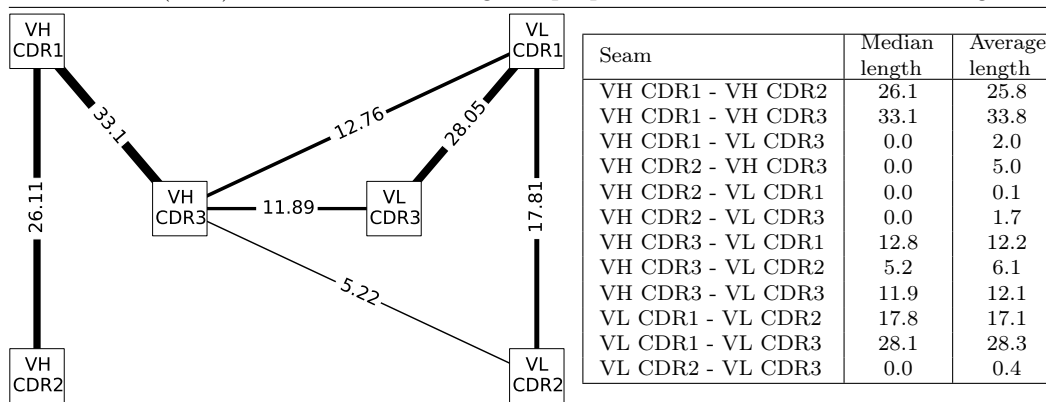 VH
CDR1
VL
CDR1
33.1
12.76
28.05
26.11
VH
CDR3
11.89
VL
CDR3
17.81
5.22
VH
CDR2
VL
CDR2
Seam Median length Average length
VH CDR1 - VH CDR2 26.1 25.8
VH CDR1 - VH CDR3 33.1 33.8
VH CDR1 - VL CDR3 0.0 2.0
VH CDR2 - VH CDR3 0.0 5.0
VH CDR2 - VL CDR1 0.0 0.1
VH CDR2 - VL CDR3 0.0 1.7
VH CDR3 - VL CDR1 12.8 12.2
VH CDR3 - VL CDR2 5.2 6.1
VH CDR3 - VL CDR3 11.9 12.1
VL CDR1 - VL CDR2 17.8 17.1
VL CDR1 - VL CDR3 28.1 28.3
VL CDR2 - VL CDR3 0.0 0.4